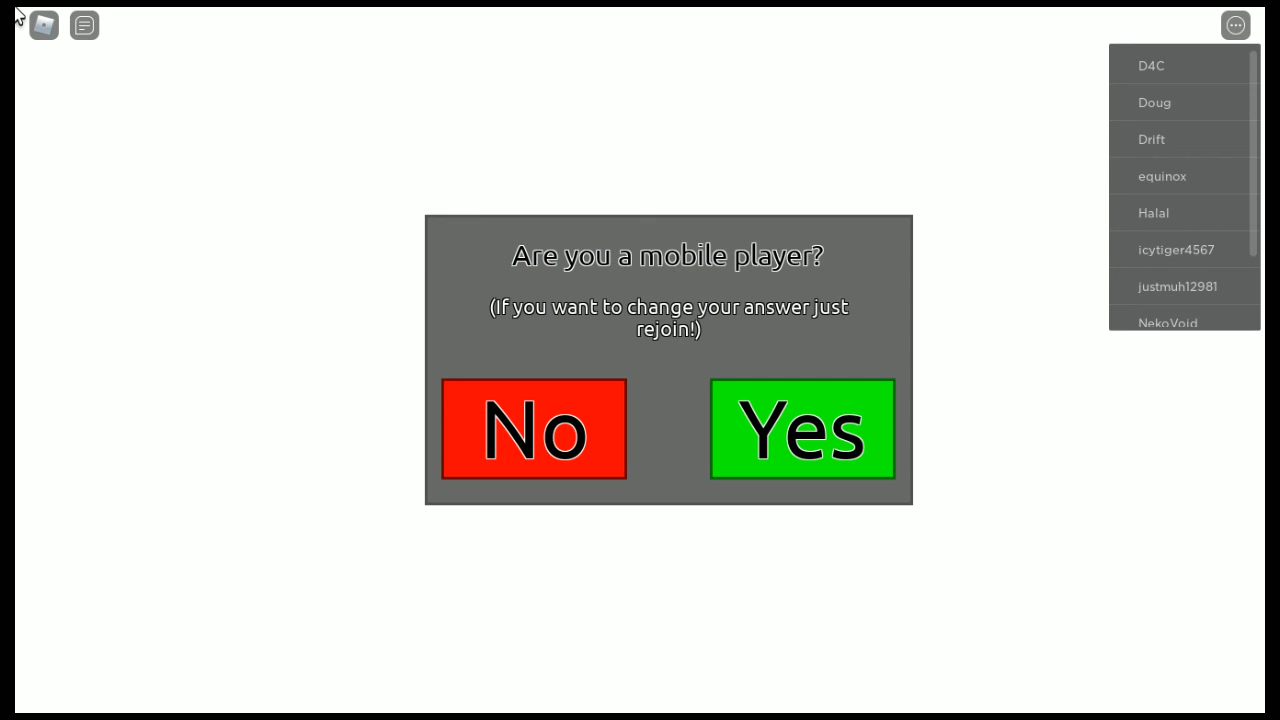 Are you a mobile player?
(If you want to change your answer just
rejoin!)
No
Yes
D4C
Doug
Drift
equinox
Halal
icytiger4567
justmuh12981
NekoVoid